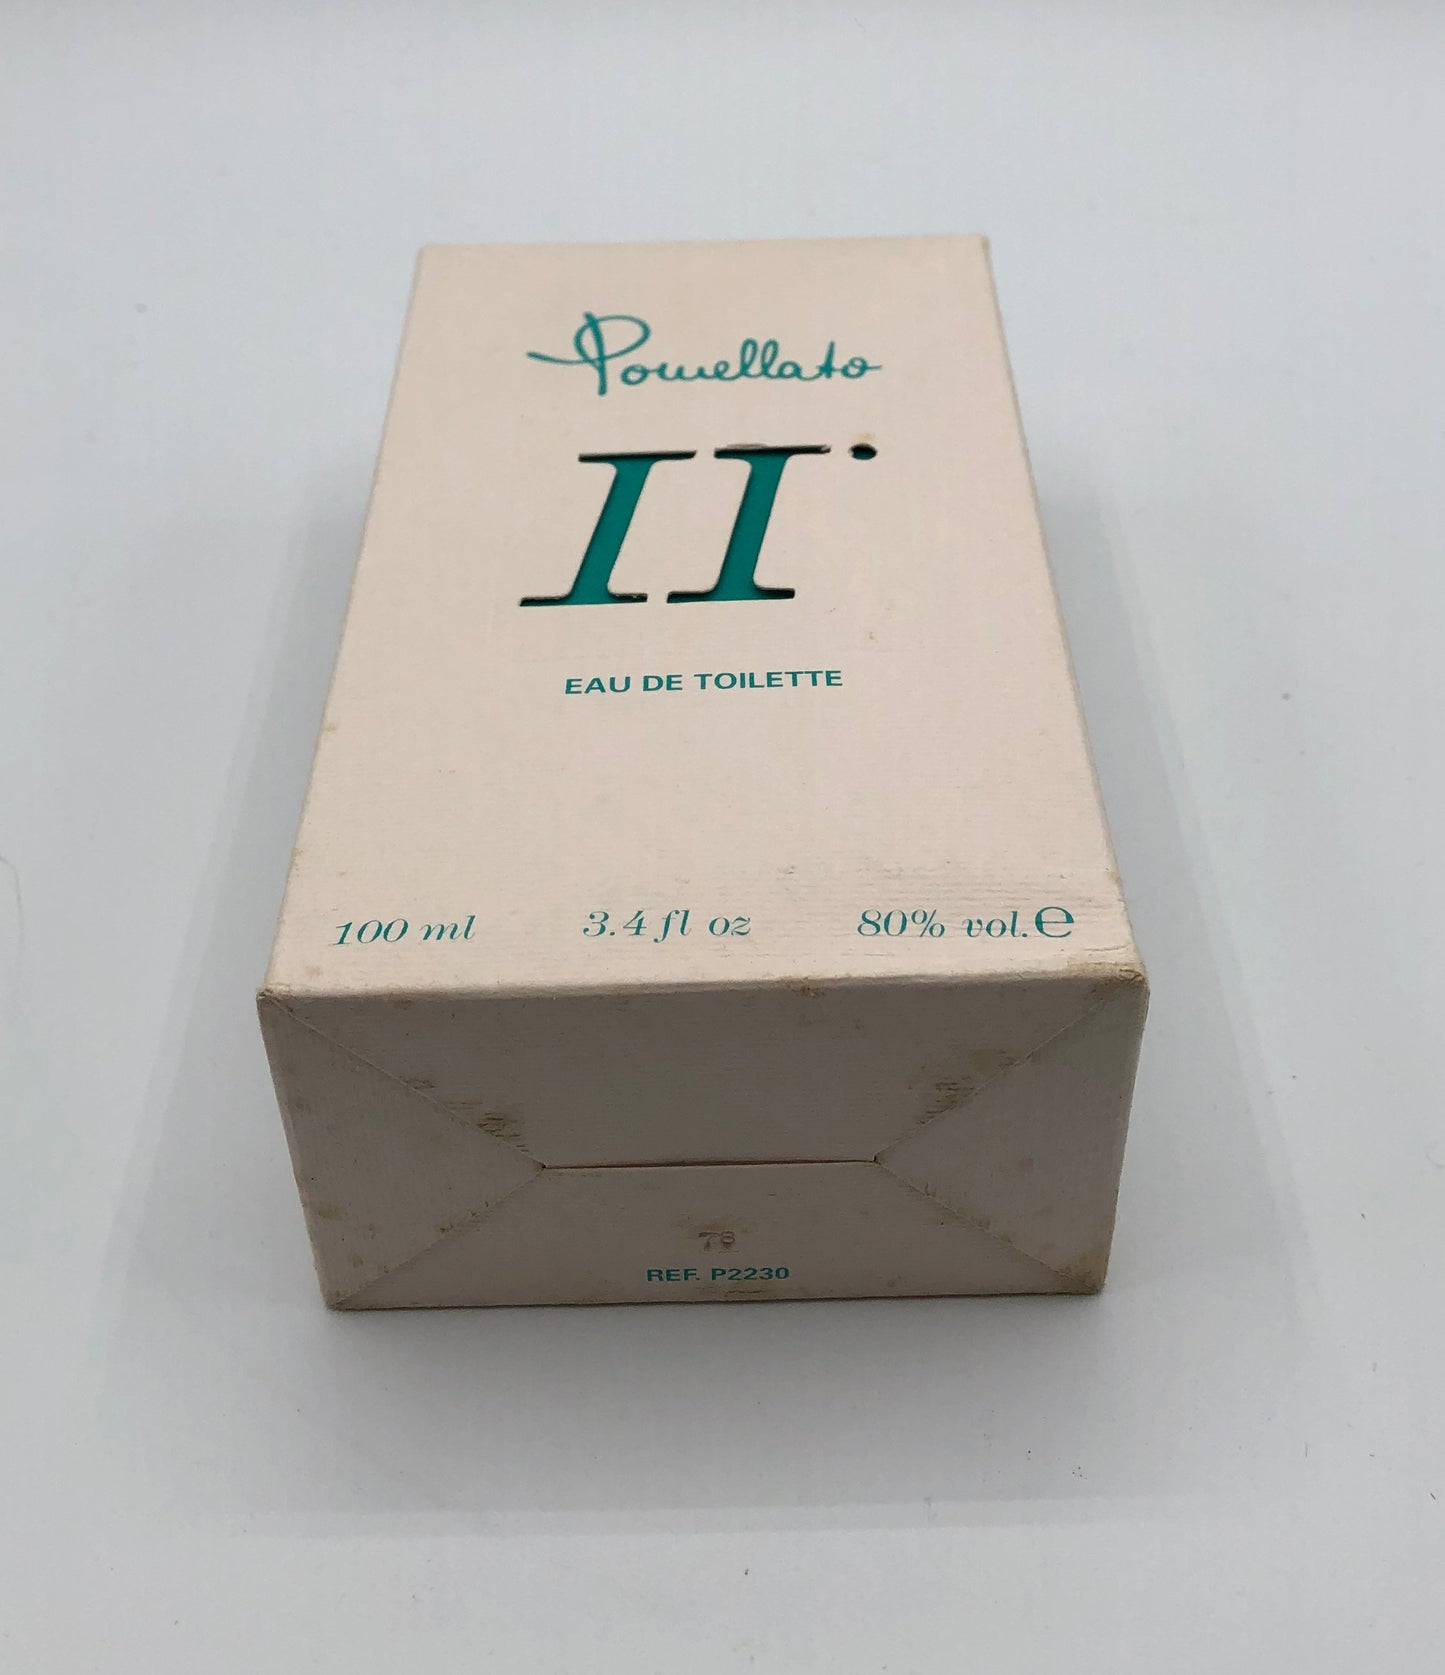 Pomellato
II•
EAU DE TOILETTE
100 ml 3.4 fl oz 80% vol. e
78
REF. P2230